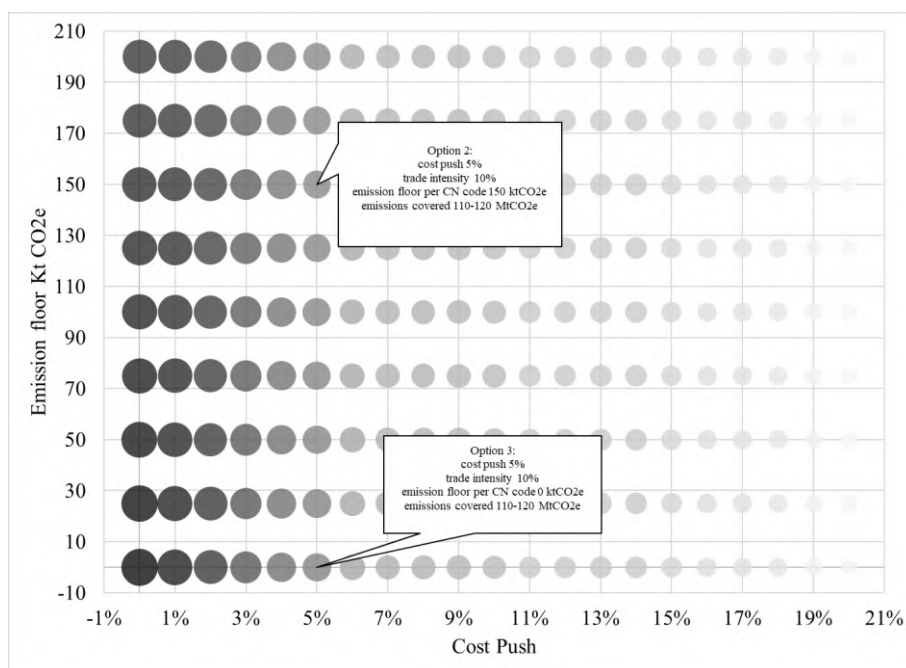 210
190
170
150
130
110
90
70
50
30
10
-10
Emission floor Kt CO2e
Option 2:
cost push 5%
trade intensity 10%
emission floor per CN code 150 ktCO2e
emissions covered 110-120 MtCO2e
Option 3:
cost push 5%
trade intensity 10%
emission floor per CN code 0 ktCO2e
emissions covered 110-120 MtCO2e
-1% 1% 3% 5% 7% 9% 11% 13% 15% 17% 19% 21%
Cost Push